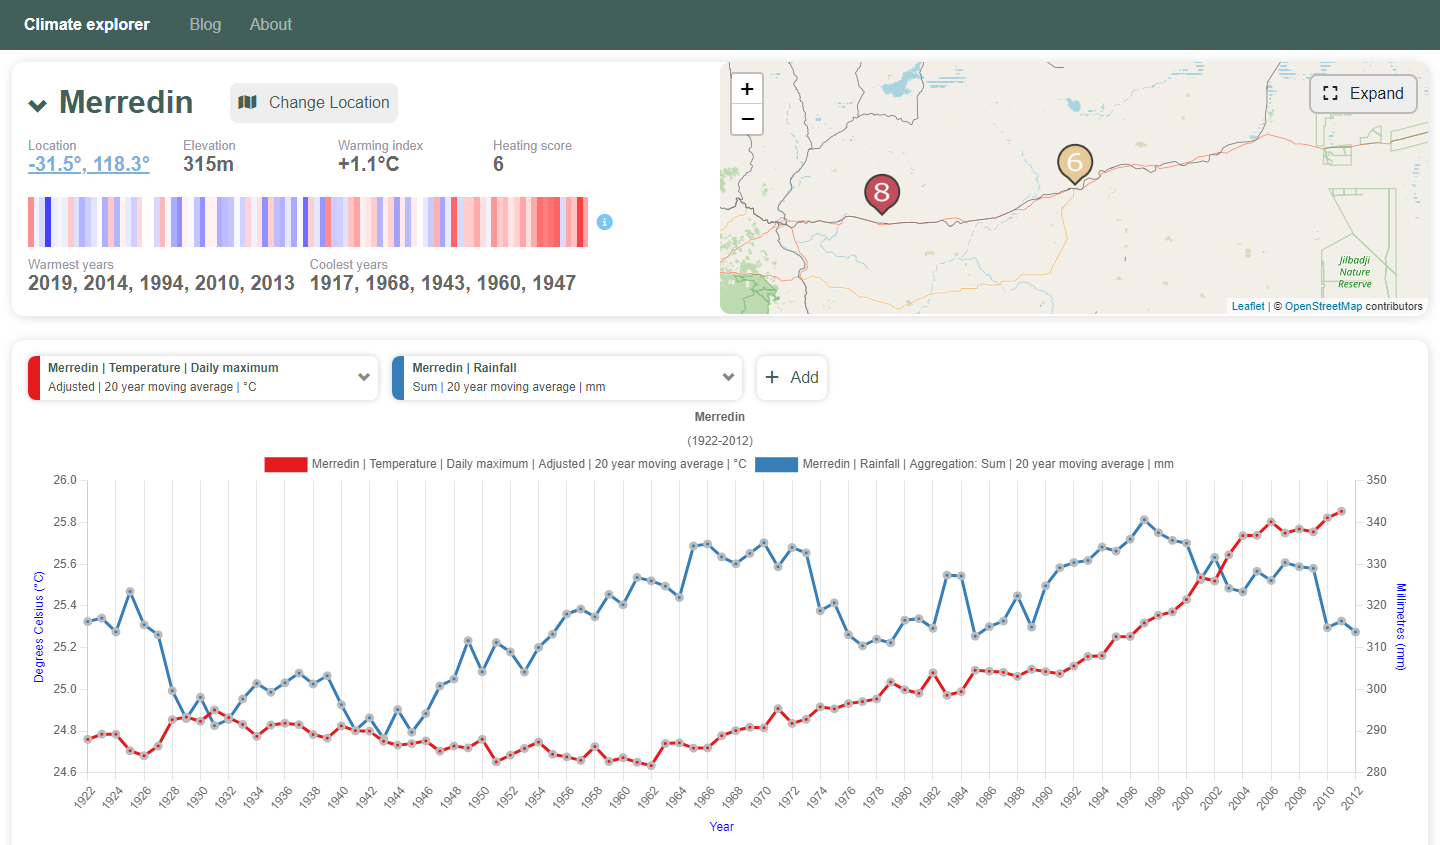 Climate explorer Blog About
Merredin Change Location
Location Elevation Warming index Heating score
-31.5°, 118.3° 315m +1.1°C 6
Warmest years Coolest years
2019, 2014, 1994, 2010, 2013 1917, 1968, 1943, 1960, 1947
+
−
Expand
6
8
Jilbadji
Nature
Reserve
Leaflet | © OpenStreetMap contributors
Merredin | Temperature | Daily maximum
Adjusted | 20 year moving average | °C
Merredin | Rainfall
Sum | 20 year moving average | mm
+ Add
Merredin
(1922-2012)
Merredin | Temperature | Daily maximum | Adjusted | 20 year moving average | °C Merredin | Rainfall | Aggregation: Sum | 20 year moving average | mm
26.0 350
25.8 340
25.6 330
25.4 320
25.2 310
25.0 300
24.8 290
24.6 280
Degrees Celsius (°C)
Millimetres (mm)
1922 1924 1926 1928 1930 1932 1934 1936 1938 1940 1942 1944 1946 1948 1950 1952 1954 1956 1958 1960 1962 1964 1966 1968 1970 1972 1974 1976 1978 1980 1982 1984 1986 1988 1990 1992 1994 1996 1998 2000 2002 2004 2006 2008 2010 2012
Year